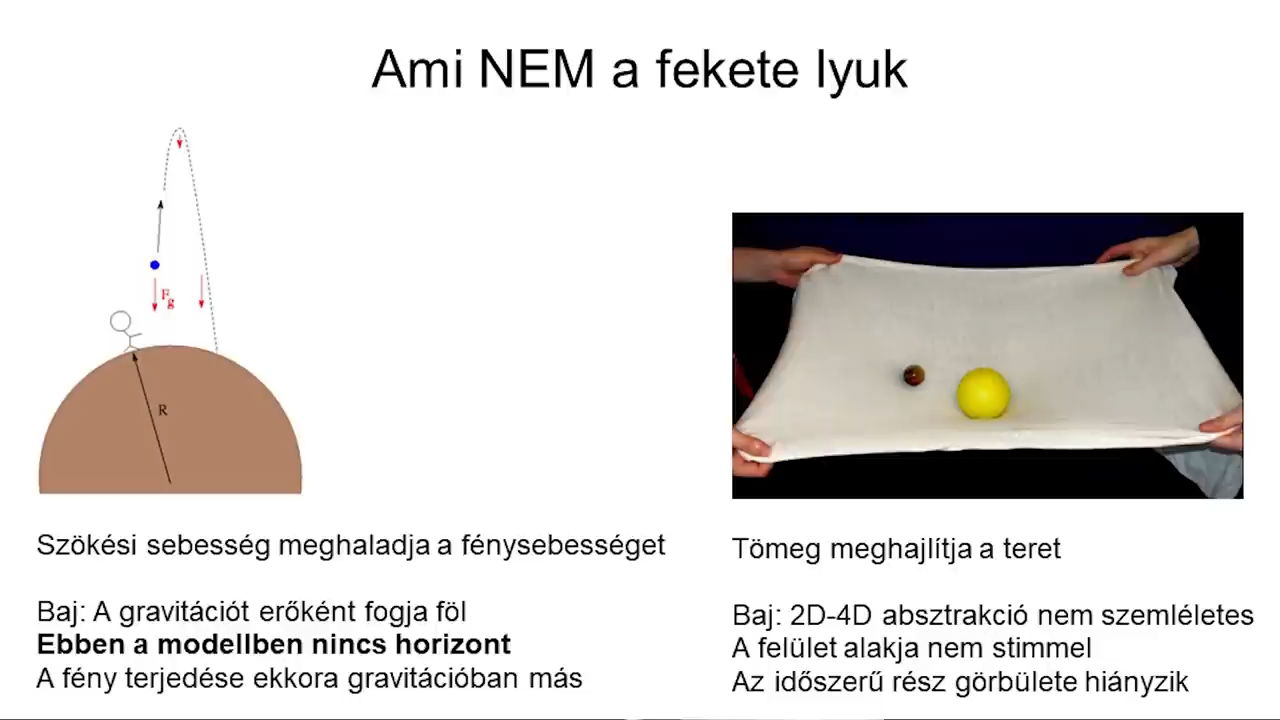 Ami NEM a fekete lyuk
F
g
R
Szökési sebesség meghaladja a fénysebességet
Baj: A gravitációt erőként fogja föl
Ebben a modellben nincs horizont
A fény terjedése ekkora gravitációban más
Tömeg meghajlítja a teret
Baj: 2D-4D absztrakció nem szemléletes
A felület alakja nem stimmel
Az időszerű rész görbülete hiányzik